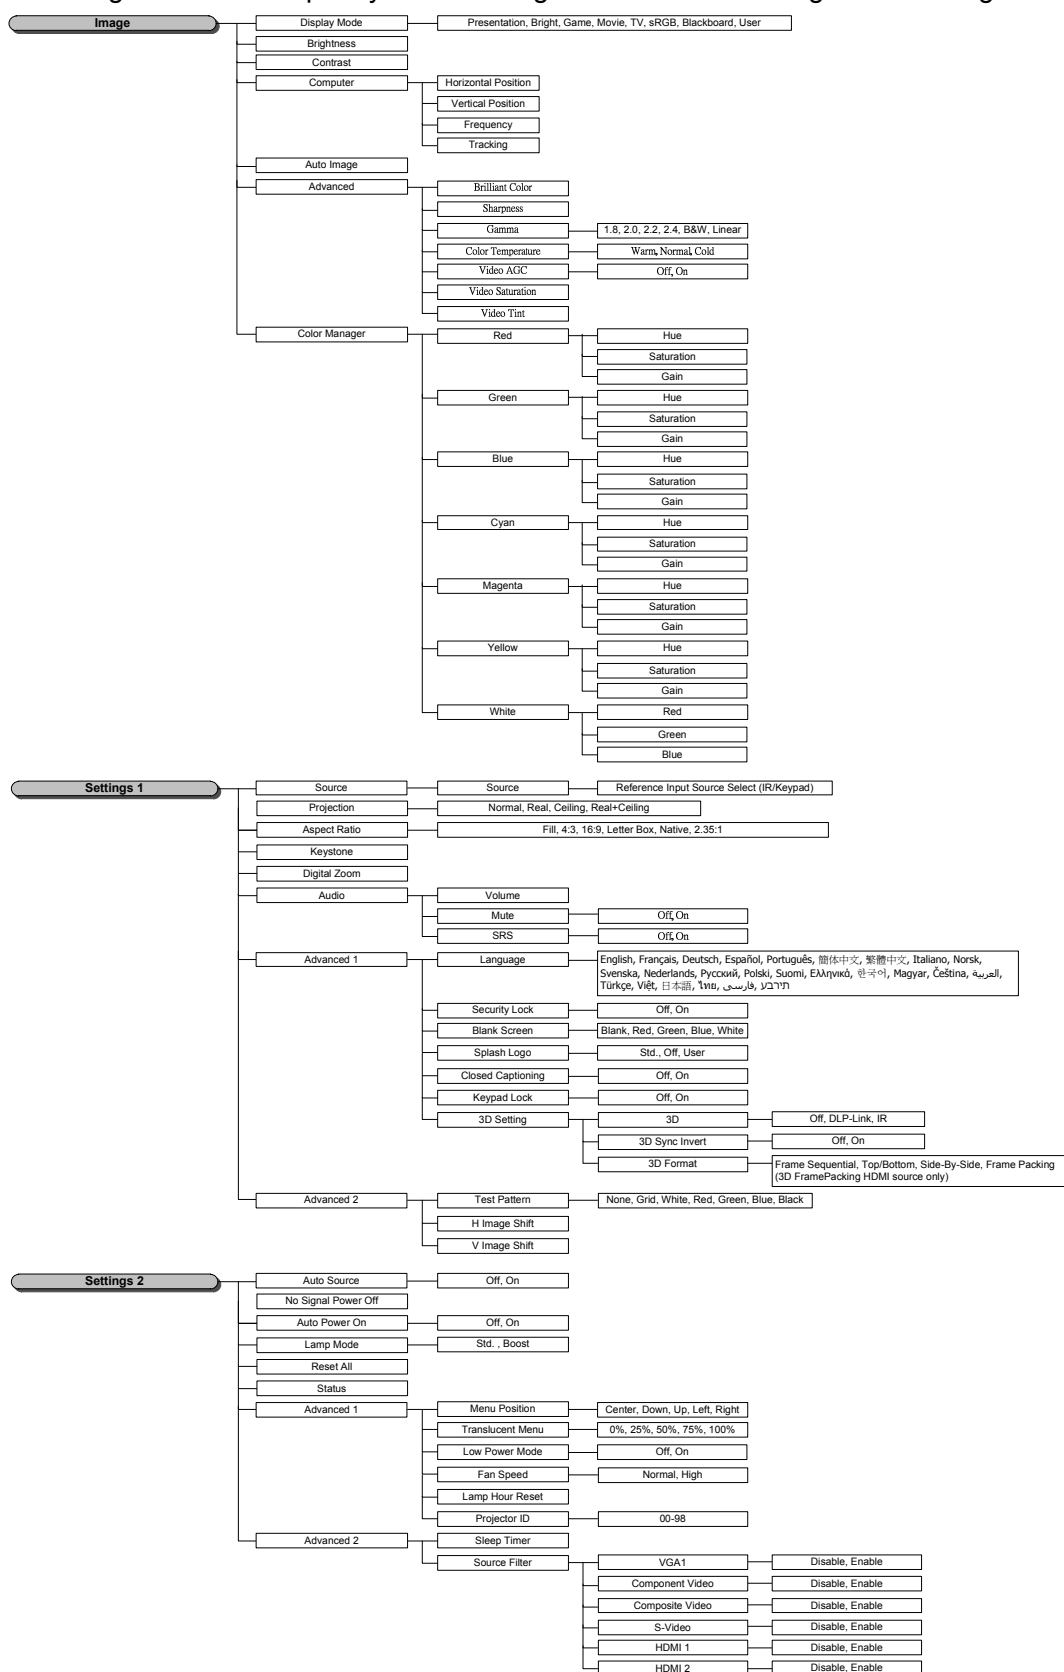 Image
Display Mode
Presentation, Bright, Game, Movie, TV, sRGB, Blackboard, User
Brightness
Contrast
Computer
Horizontal Position
Vertical Position
Frequency
Tracking
Auto Image
Advanced
Brilliant Color
Sharpness
Gamma
1.8, 2.0, 2.2, 2.4, B&W, Linear
Color Temperature
Warm, Normal, Cold
Video AGC
Off, On
Video Saturation
Video Tint
Color Manager
Red
Hue
Saturation
Gain
Green
Hue
Saturation
Gain
Blue
Hue
Saturation
Gain
Cyan
Hue
Saturation
Gain
Magenta
Hue
Saturation
Gain
Yellow
Hue
Saturation
Gain
White
Red
Green
Blue
Settings 1
Source
Source
Reference Input Source Select (IR/Keypad)
Projection
Normal, Real, Ceiling, Real+Ceiling
Aspect Ratio
Fill, 4:3, 16:9, Letter Box, Native, 2.35:1
Keystone
Digital Zoom
Audio
Volume
Mute
Off, On
SRS
Off, On
Advanced 1
Language
English, Français, Deutsch, Español, Português, 簡体中文, 繁體中文, Italiano, Norsk,
Svenska, Nederlands, Русский, Polski, Suomi, Ελληνικά, 한국어, Magyar, Čeština, العربية,
Türkçe, Việt, 日本語, ไทย, فارسی, תירבע
Security Lock
Off, On
Blank Screen
Blank, Red, Green, Blue, White
Splash Logo
Std., Off, User
Closed Captioning
Off, On
Keypad Lock
Off, On
3D Setting
3D
Off, DLP-Link, IR
3D Sync Invert
Off, On
3D Format
Frame Sequential, Top/Bottom, Side-By-Side, Frame Packing
(3D FramePacking HDMI source only)
Advanced 2
Test Pattern
None, Grid, White, Red, Green, Blue, Black
H Image Shift
V Image Shift
Settings 2
Auto Source
Off, On
No Signal Power Off
Auto Power On
Off, On
Lamp Mode
Std. , Boost
Reset All
Status
Advanced 1
Menu Position
Center, Down, Up, Left, Right
Translucent Menu
0%, 25%, 50%, 75%, 100%
Low Power Mode
Off, On
Fan Speed
Normal, High
Lamp Hour Reset
Projector ID
00-98
Advanced 2
Sleep Timer
Source Filter
VGA1
Disable, Enable
Component Video
Disable, Enable
Composite Video
Disable, Enable
S-Video
Disable, Enable
HDMI 1
Disable, Enable
HDMI 2
Disable, Enable